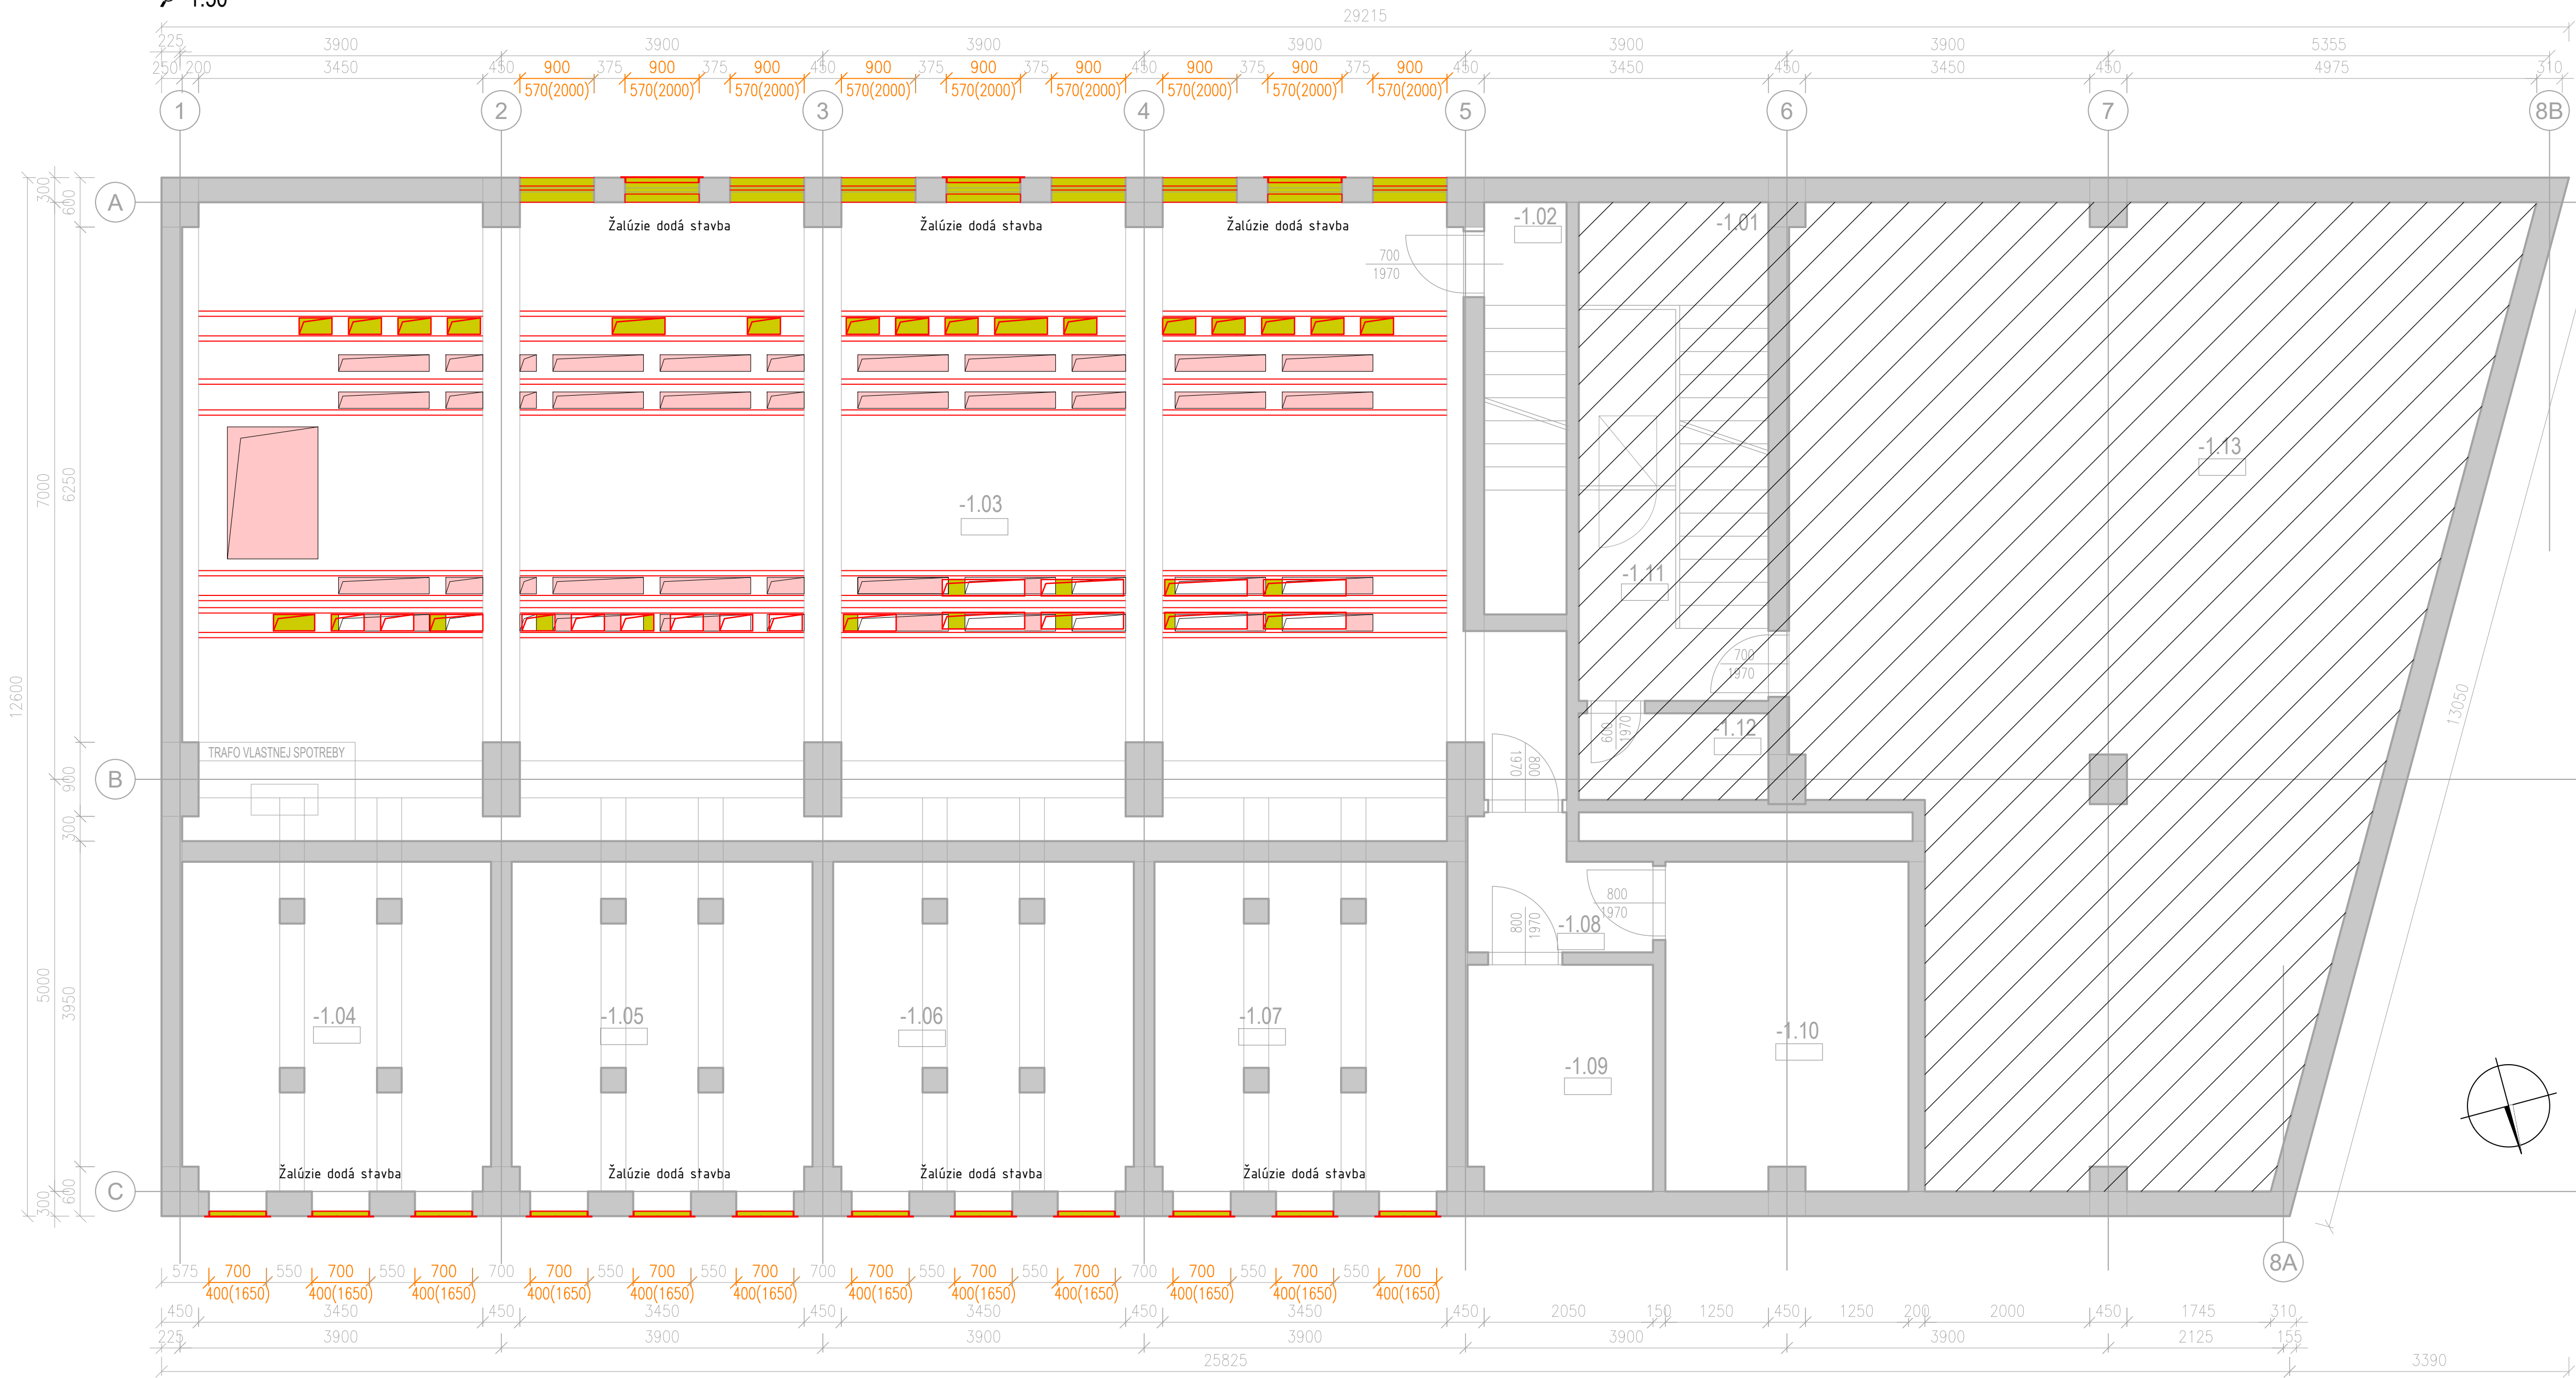 1:50
29215
225 3900 3900 3900 3900 3900 3900 5355
250 200 3450 450 900 375 900 375 900 450 900 375 900 375 900 450 900 375 900 375 900 450 3450 450 3450 450 4975 310
570(2000) 570(2000) 570(2000) 570(2000) 570(2000) 570(2000) 570(2000) 570(2000) 570(2000)
1 2 3 4 5 6 7 8B
300 600 A
Žalúzie dodá stavba Žalúzie dodá stavba Žalúzie dodá stavba
-1.02 -1.01
700
1970
-1.13
7000 6250
-1.03
-1.11
12600
700
1970
13050
600
1970
-1.12
TRAFO VLASTNEJ SPOTREBY
800
1970
B
900
300
800
1970
800
1970
-1.08
5000 3950
-1.04 -1.05 -1.06 -1.07
-1.10
-1.09
Žalúzie dodá stavba Žalúzie dodá stavba Žalúzie dodá stavba Žalúzie dodá stavba
300 600 C
8A
575 700 550 700 550 700 700 700 550 700 550 700 700 700 550 700 550 700 700 700 550 700 550 700
400(1650) 400(1650) 400(1650) 400(1650) 400(1650) 400(1650) 400(1650) 400(1650) 400(1650) 400(1650) 400(1650) 400(1650)
450 3450 450 3450 450 3450 450 3450 450 2050 150 1250 450 1250 200 2000 450 1745 310
225 3900 3900 3900 3900 3900 3900 2125 155
25825 3390